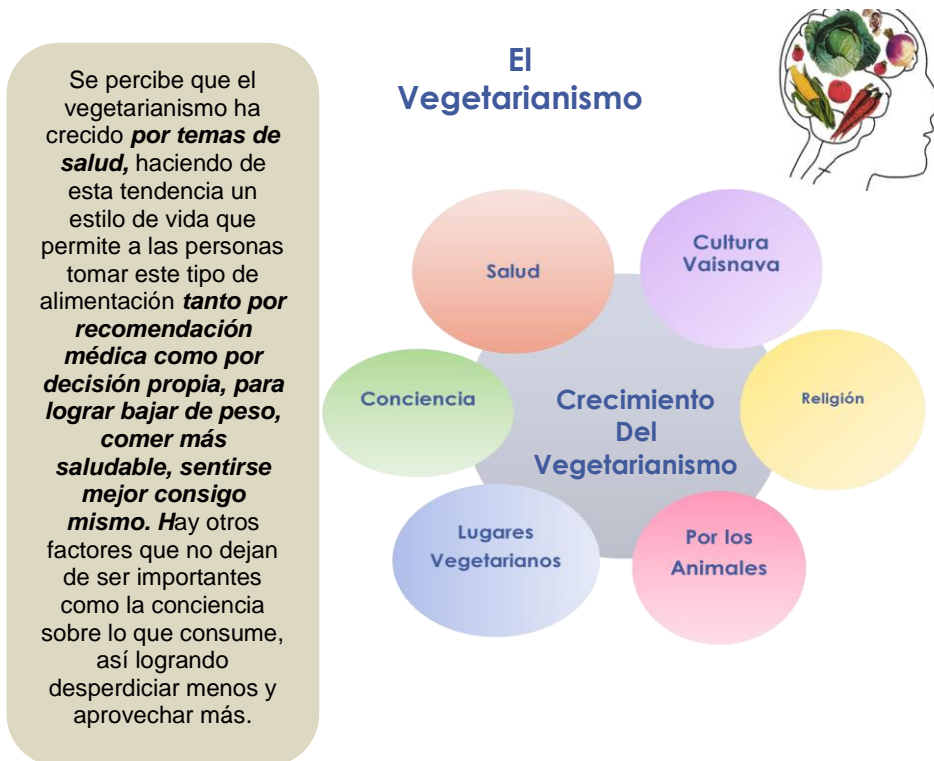 El
Vegetarianismo
Se percibe que el
vegetarianismo ha
crecido por temas de
salud, haciendo de
esta tendencia un
estilo de vida que
permite a las personas
tomar este tipo de
alimentación tanto por
recomendación
médica como por
decisión propia, para
lograr bajar de peso,
comer más
saludable, sentirse
mejor consigo
mismo. Hay otros
factores que no dejan
de ser importantes
como la conciencia
sobre lo que consume,
así logrando
desperdiciar menos y
aprovechar más.
Salud
Cultura
Vaisnava
Conciencia
Crecimiento
Del
Vegetarianismo
Religión
Lugares
Vegetarianos
Por los
Animales